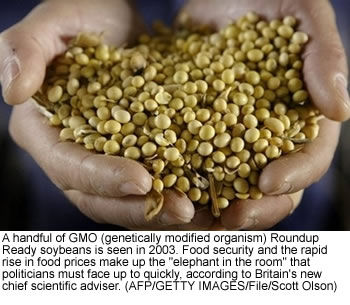 A handful of GMO (genetically modified organism) Roundup
Ready soybeans is seen in 2003. Food security and the rapid
rise in food prices make up the "elephant in the room" that
politicians must face up to quickly, according to Britain's new
chief scientific adviser. (AFP/GETTY IMAGES/File/Scott Olson)